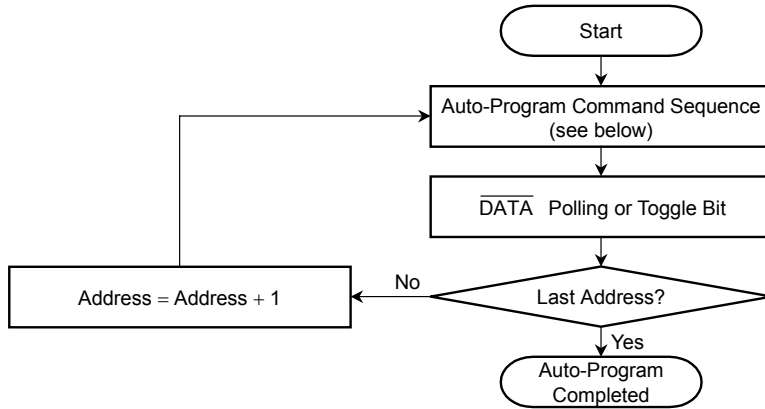 Start
Auto-Program Command Sequence
(see below)
DATA Polling or Toggle Bit
Address = Address + 1
No
Last Address?
Yes
Auto-Program
Completed